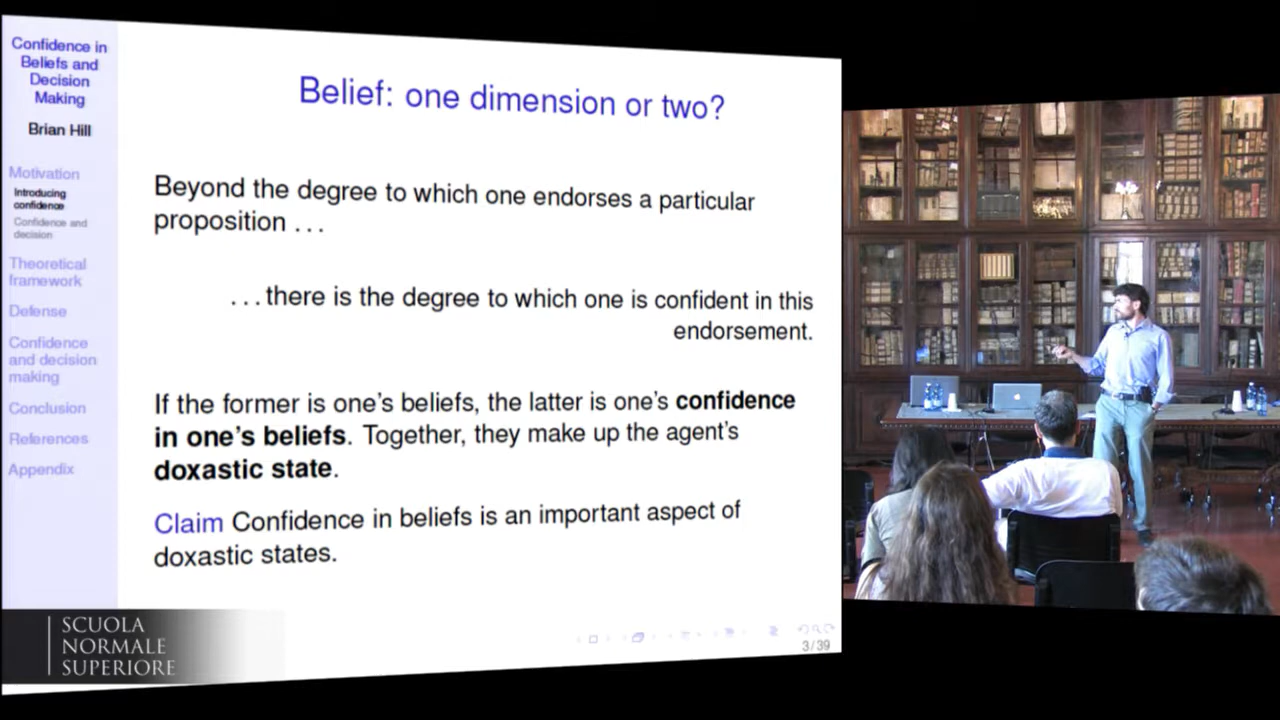 Confidence in
Beliefs and
Decision
Making
Brian Hill
Motivation
Introducing
confidence
Confidence and
decision
Theoretical
framework
Defense
Confidence
and decision
making
Conclusion
References
Appendix
Belief: one dimension or two?
Beyond the degree to which one endorses a particular
proposition . . .
. . . there is the degree to which one is confident in this
endorsement.
If the former is one's beliefs, the latter is one's confidence
in one's beliefs. Together, they make up the agent's
doxastic state.
Claim Confidence in beliefs is an important aspect of
doxastic states.
3/39
SCUOLA
NORMALE
SUPERIORE